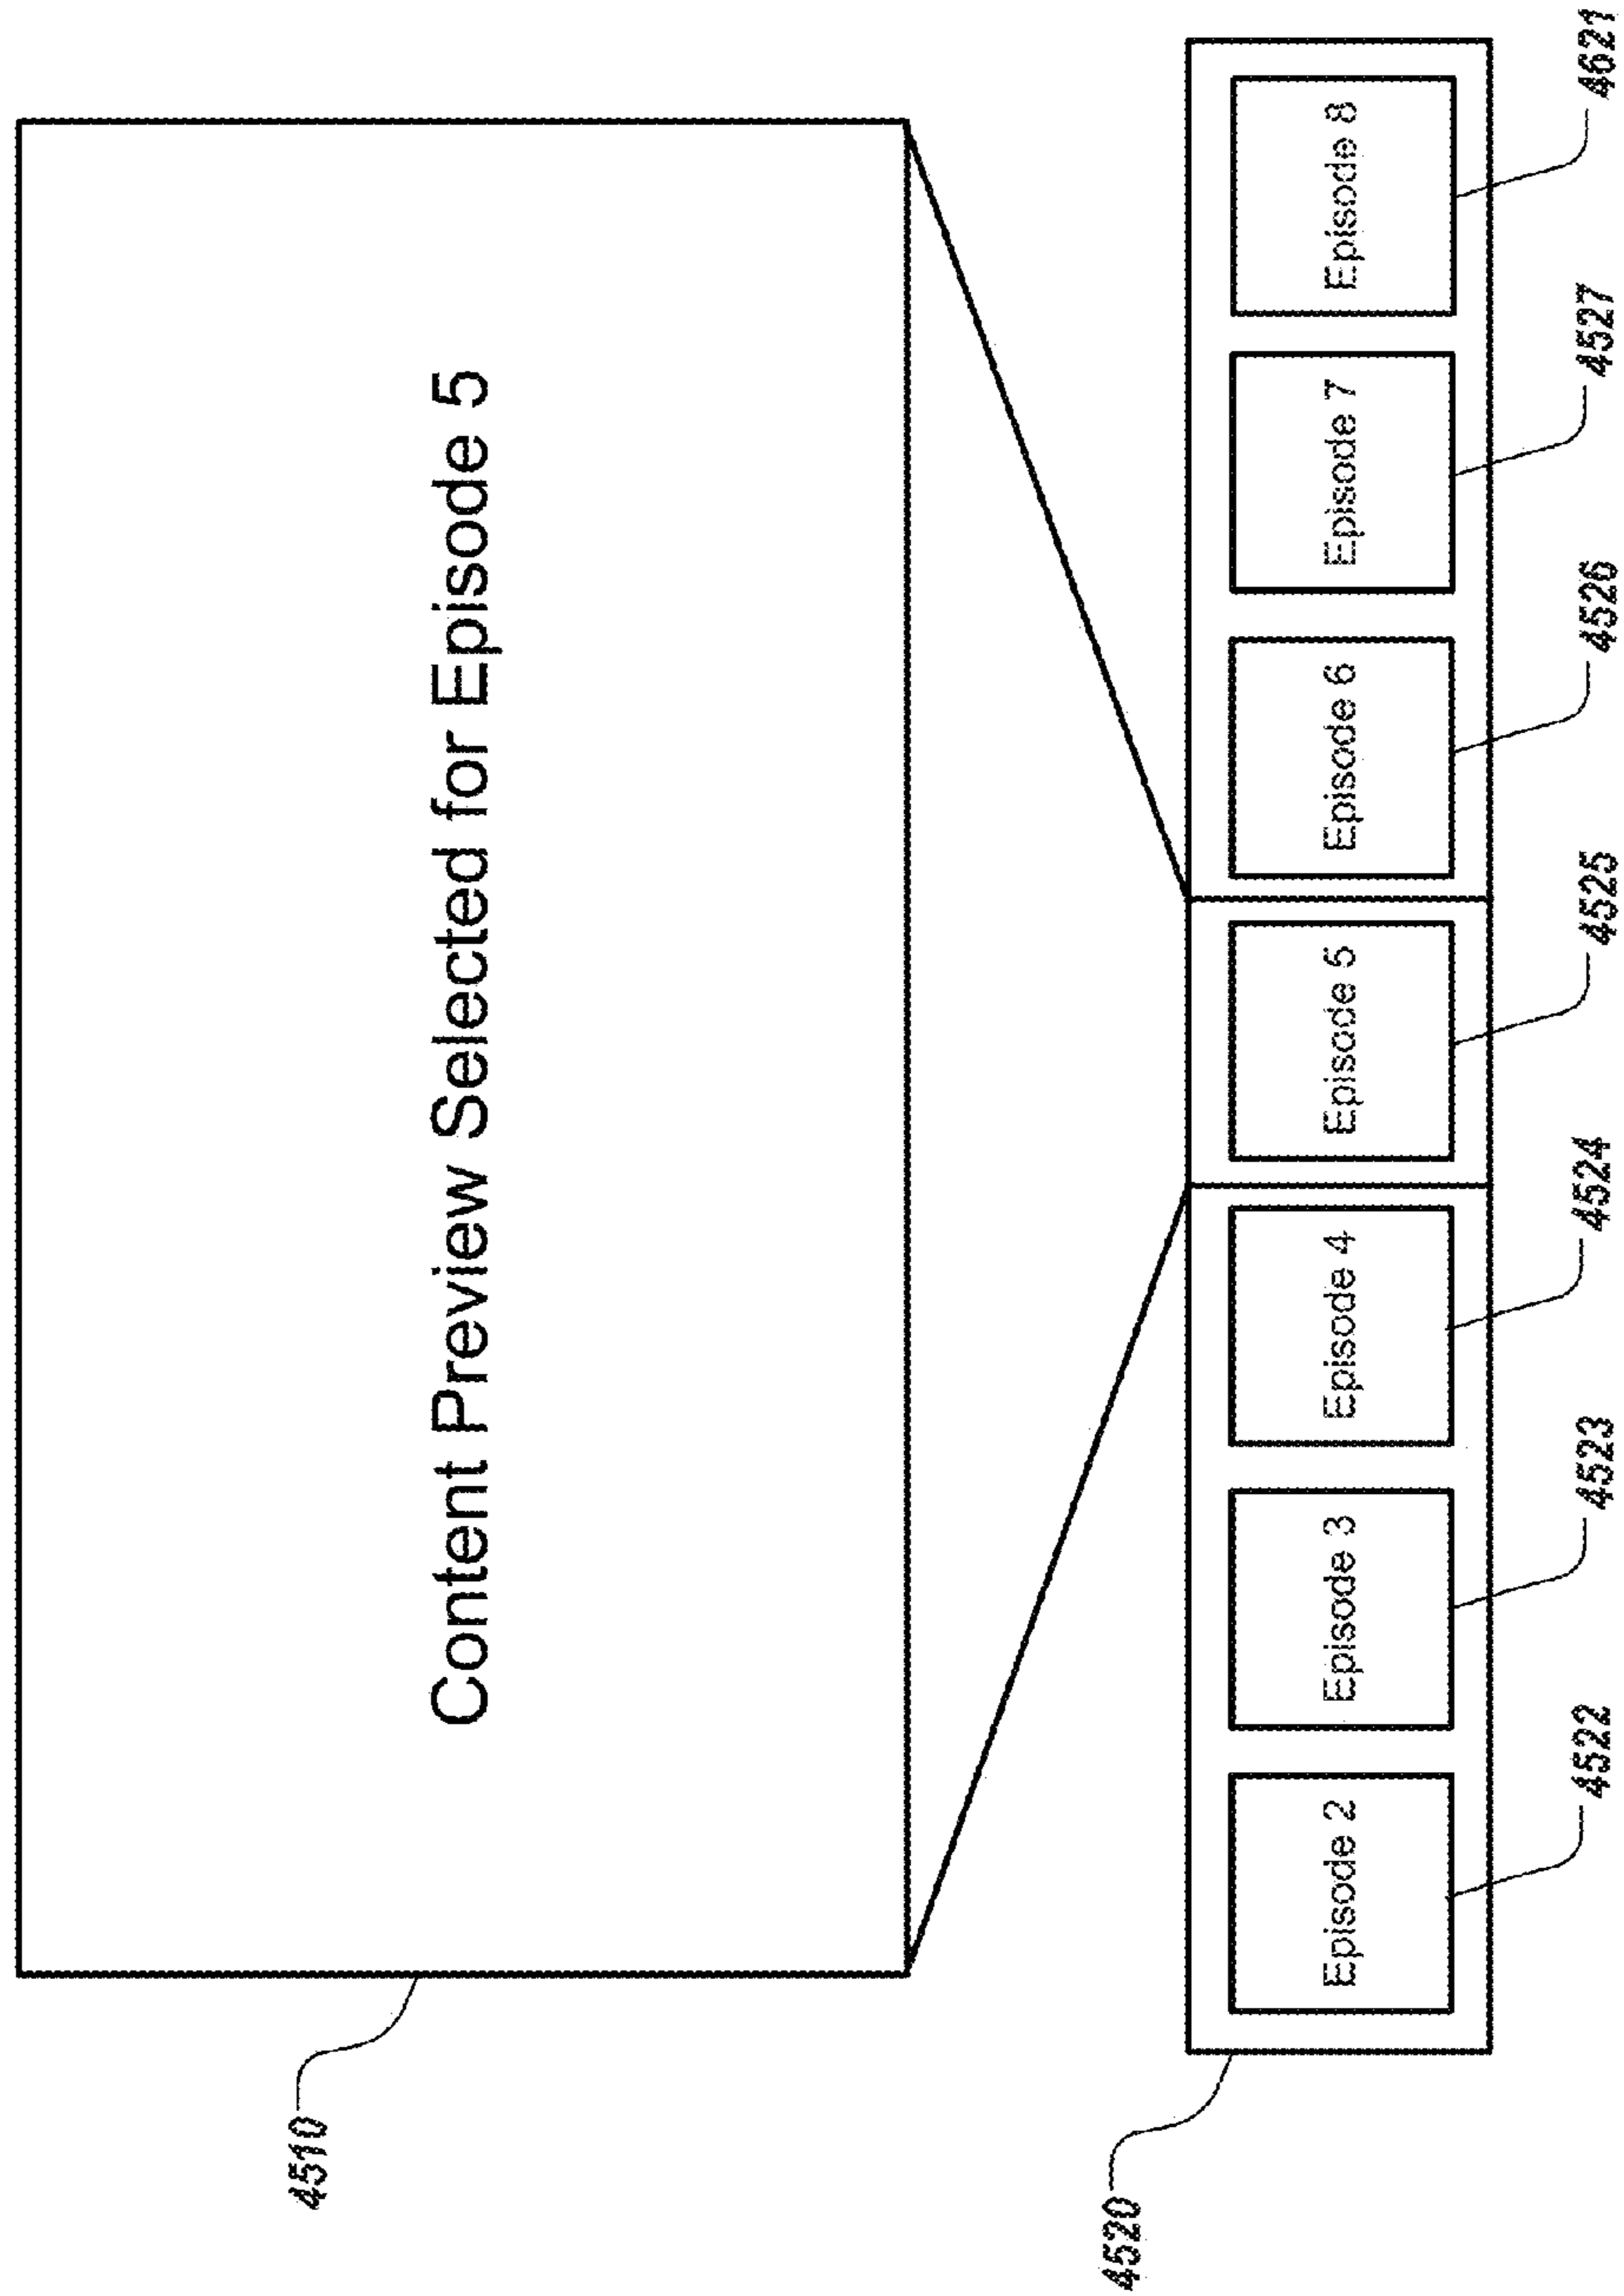 Content Preview Selected for Episode 5
4510
4520
Episode 2
Episode 3
Episode 4
Episode 5
Episode 6
Episode 7
Episode 8
4522
4523
4524
4525
4526
4527
4621